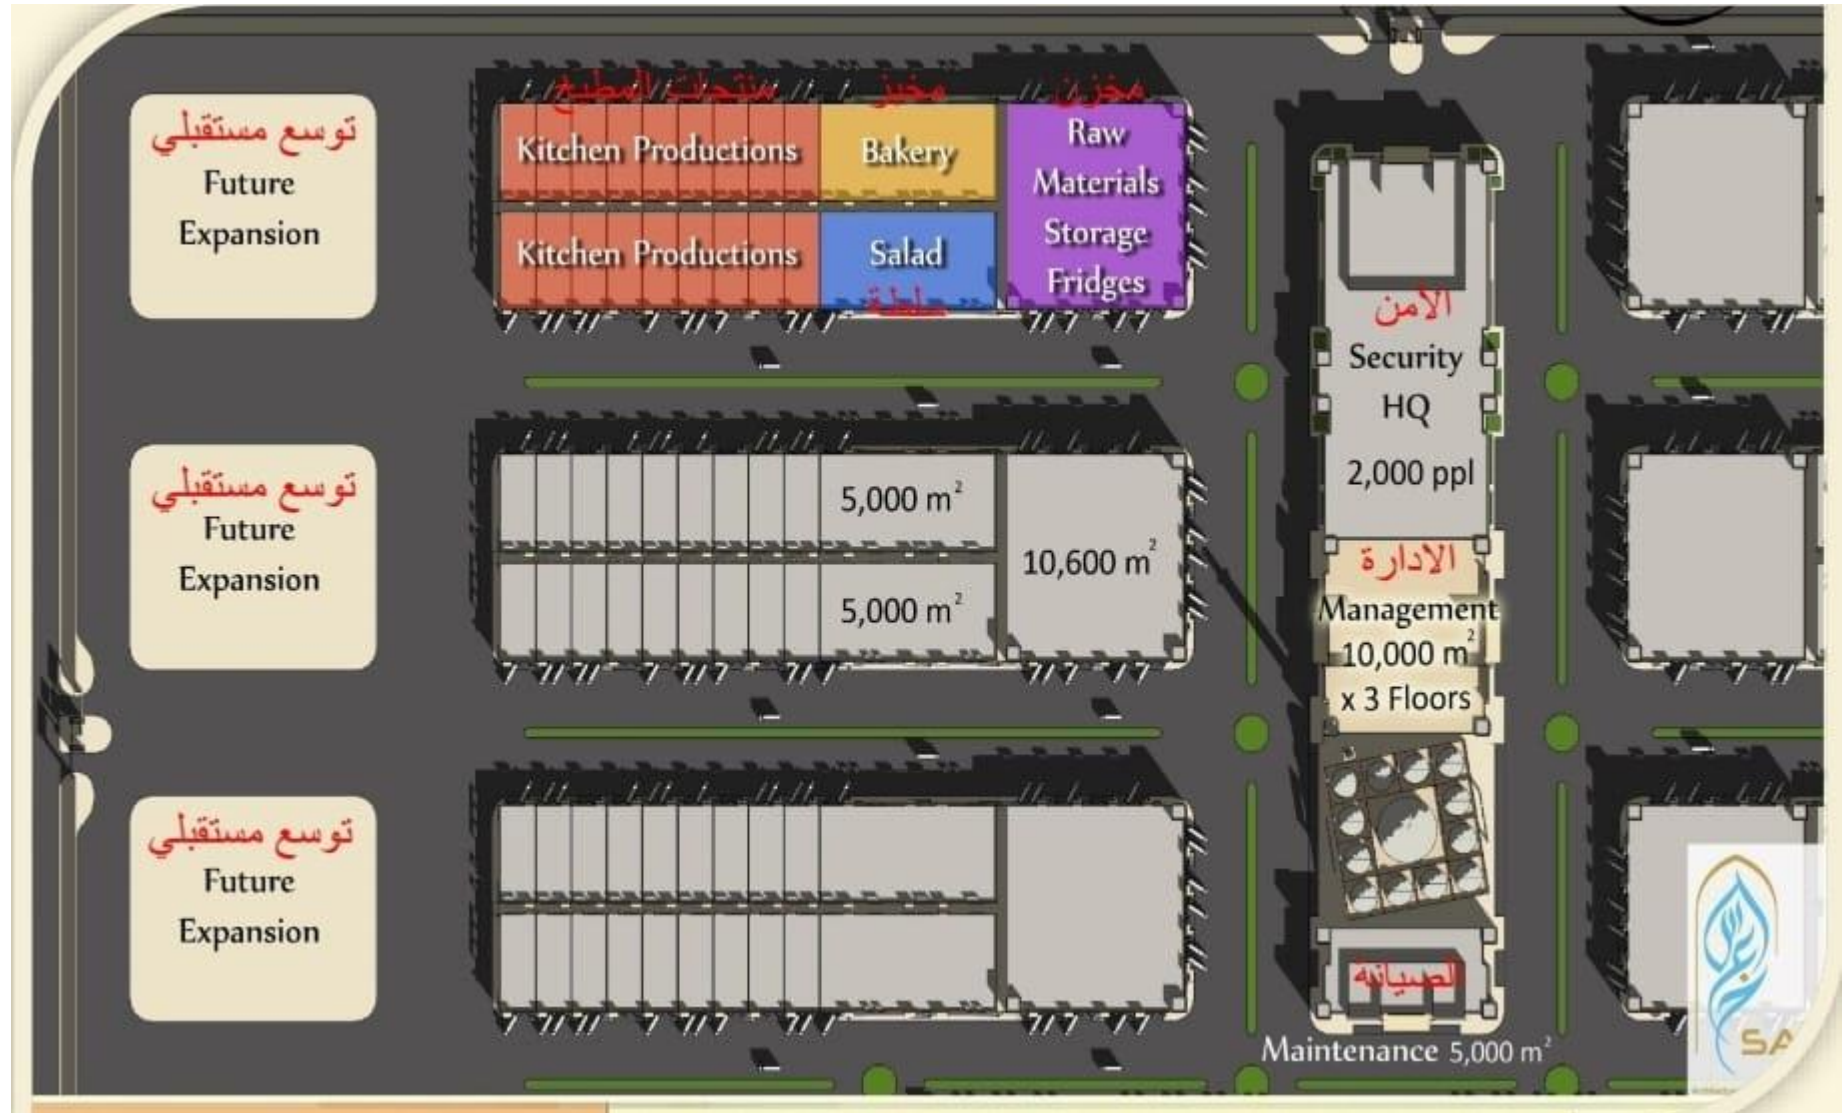 توسع مستقبلي
Future
Expansion
منتجات المطبخ
مخبز
مخزن
Kitchen Productions
Bakery
Raw
Materials
Storage
Fridges
Kitchen Productions
Salad
سلطة
الأمن
Security
HQ
2,000 ppl
توسع مستقبلي
Future
Expansion
5,000 m²
5,000 m²
10,600 m²
الادارة
Management
10,000 m²
x 3 Floors
توسع مستقبلي
Future
Expansion
الصيانة
Maintenance 5,000 m²
SA